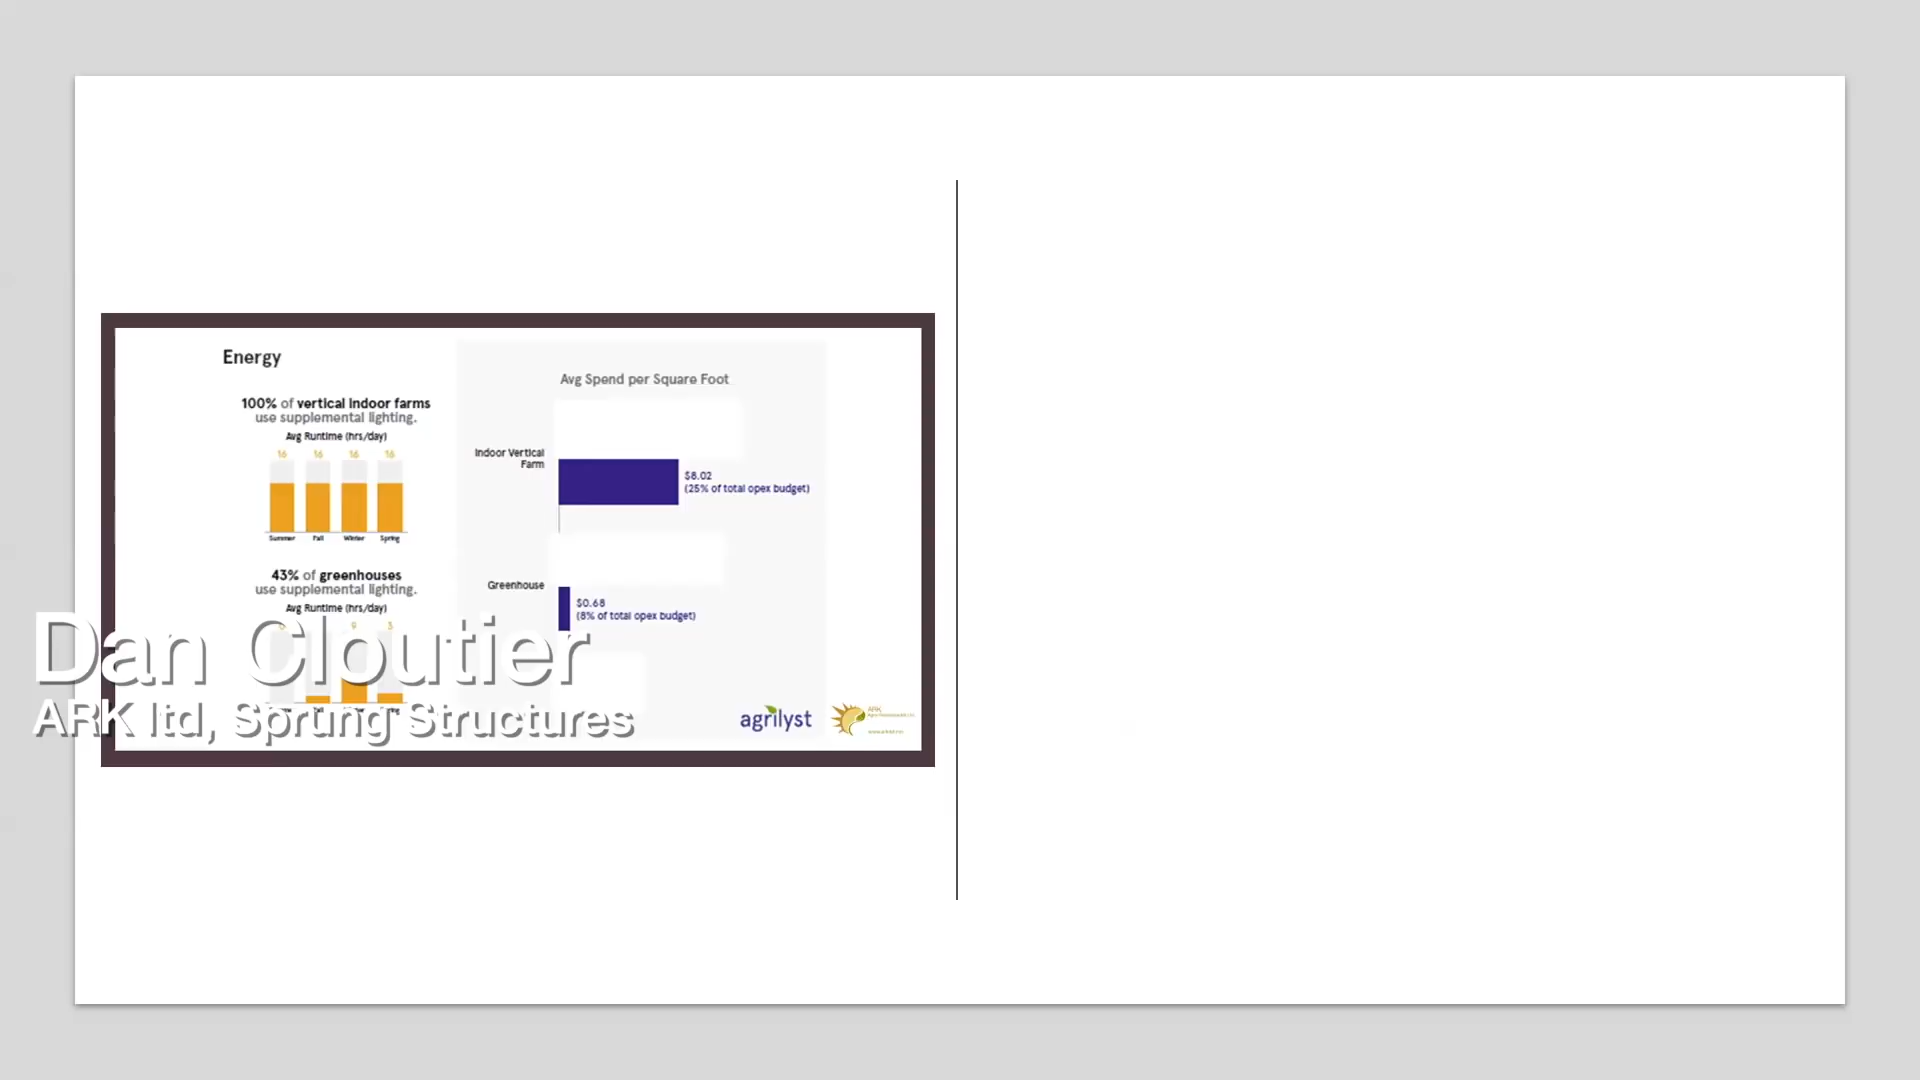 Energy
100% of vertical indoor farms
use supplemental lighting.
Avg Runtime (hrs/day)
16 16 16 16
Summer Fall Winter Spring
43% of greenhouses
use supplemental lighting.
Avg Runtime (hrs/day)
9 3
Avg Spend per Square Foot
Indoor Vertical
Farm
$8.02
(25% of total opex budget)
Greenhouse
$0.68
(8% of total opex budget)
Dan Cloutier
ARK ltd, Sprung Structures
agrilyst
ARK